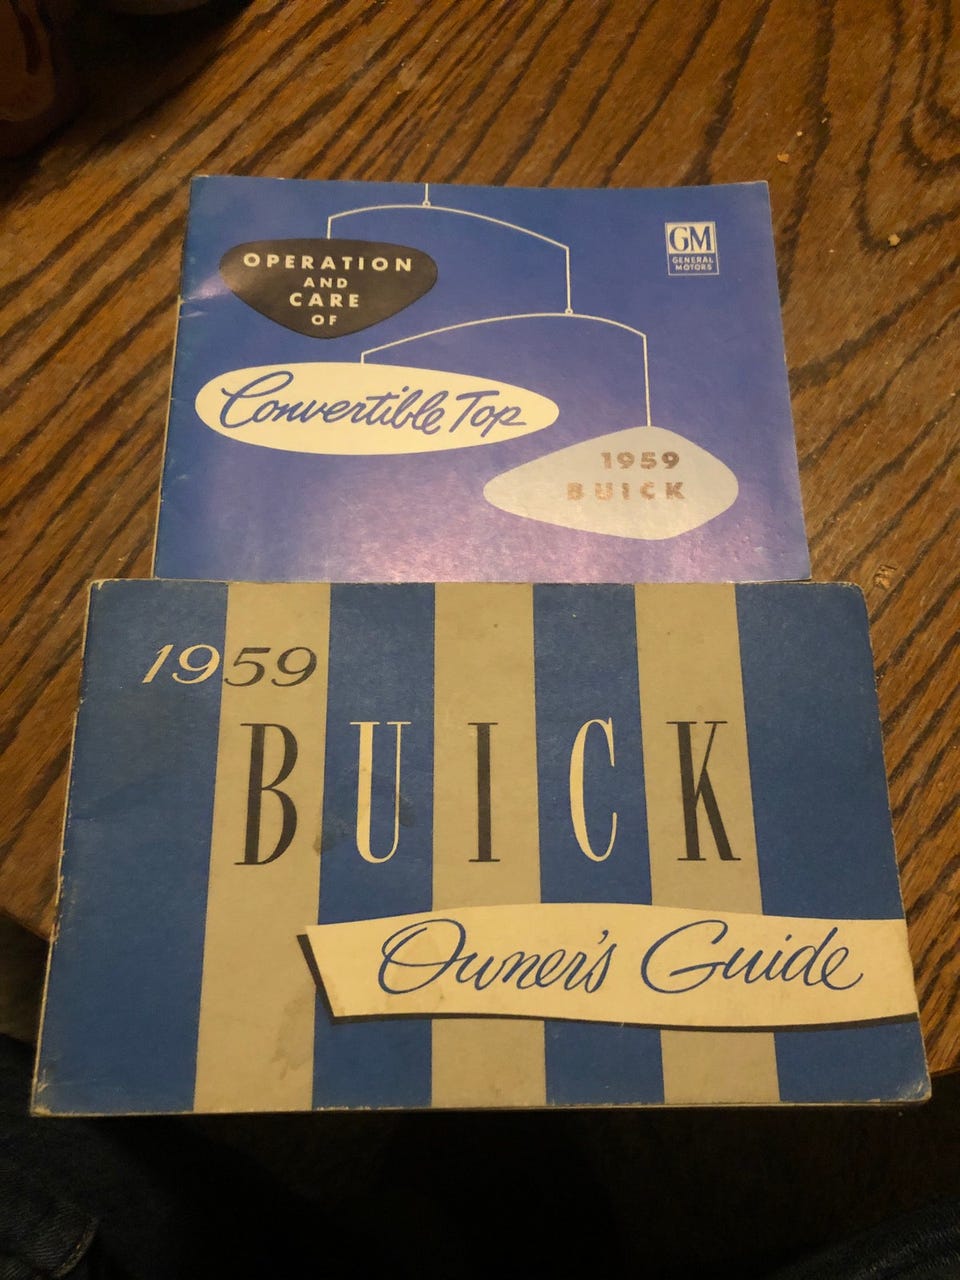 OPERATION
AND
CARE
OF
GM
GENERAL
MOTORS
Convertible Top
1959
BUICK
1959
BUICK
Owner's Guide